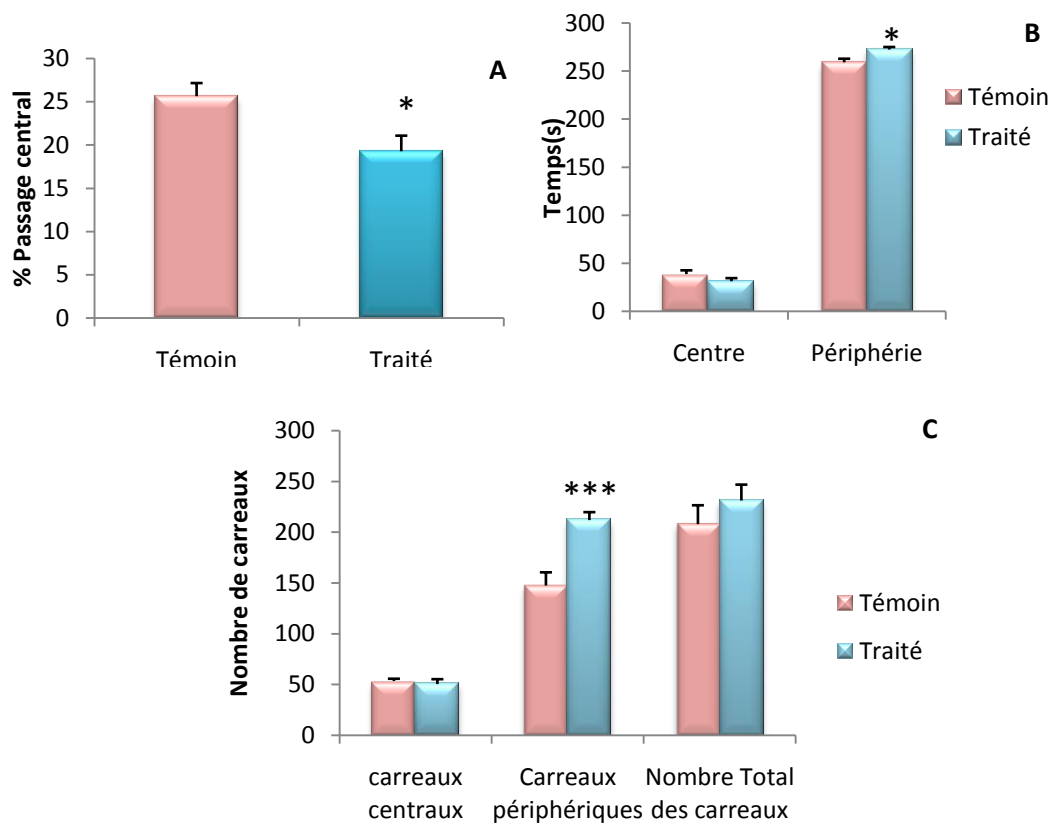 A
% Passage central
30
25
20
15
10
5
0
*
Témoin
Traité
B
Temps(s)
300
250
200
150
100
50
0
*
Centre
Périphérie
Témoin
Traité
C
Nombre de carreaux
300
250
200
150
100
50
0
***
carreaux
centraux
Carreaux
périphériques
Nombre Total
des carreaux
Témoin
Traité